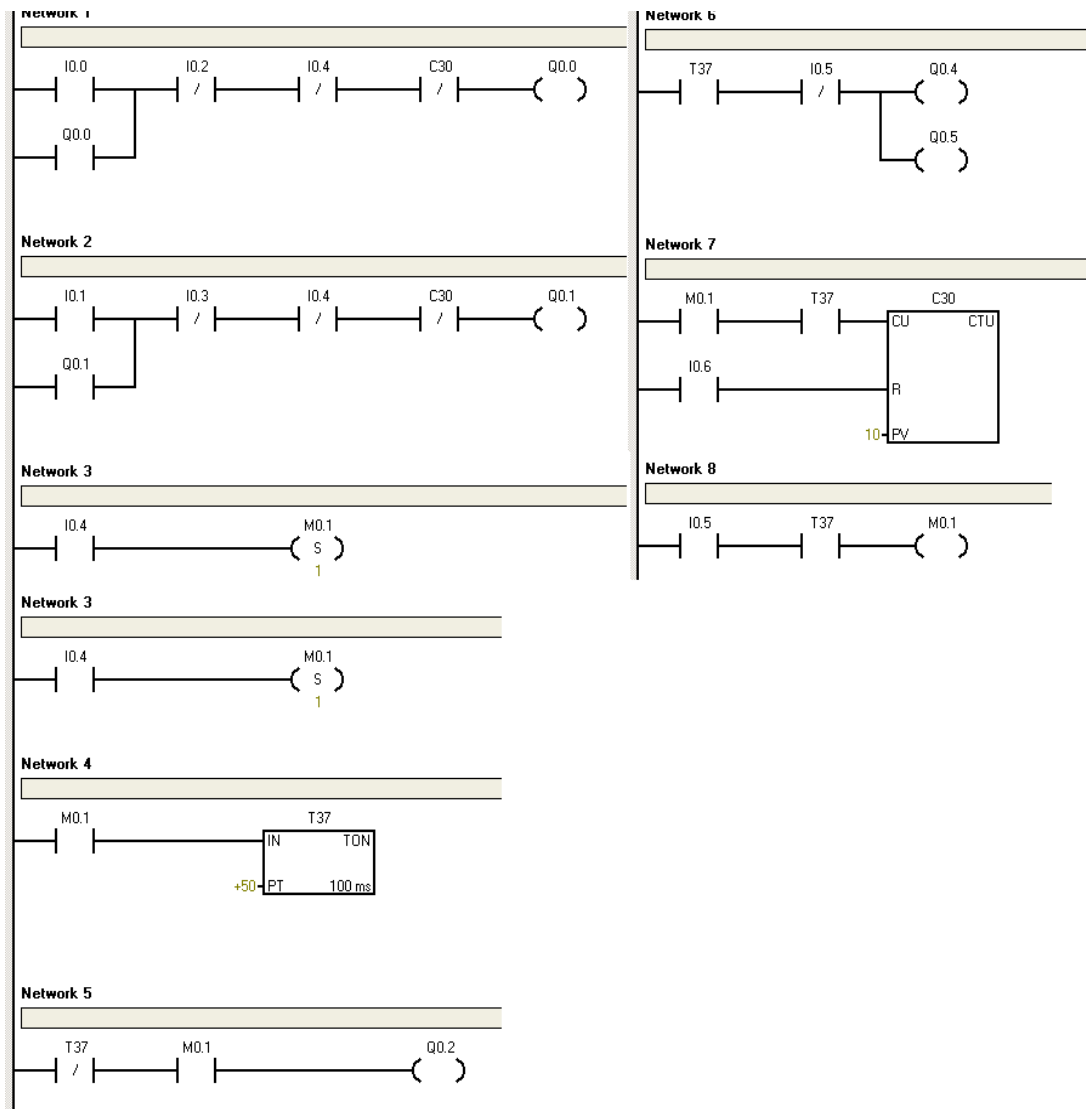 Network 1
I0.0 I0.2 I0.4 C30 Q0.0
/ / /
Q0.0
Network 2
I0.1 I0.3 I0.4 C30 Q0.1
/ / /
Q0.1
Network 3
I0.4 M0.1
S
1
Network 3
I0.4 M0.1
S
1
Network 4
M0.1 T37
IN TON
+50 PT 100 ms
Network 5
T37 M0.1 Q0.2
/
Network 6
T37 I0.5 Q0.4
/
Q0.5
Network 7
M0.1 T37 C30
CU CTU
I0.6
R
10 PV
Network 8
I0.5 T37 M0.1